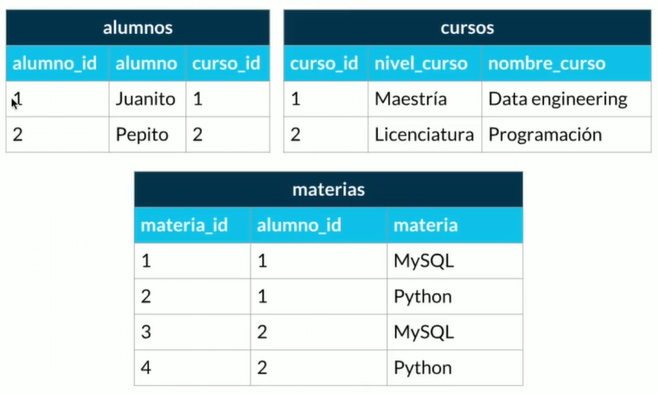 alumnos
alumno_id alumno curso_id
1 Juanito 1
2 Pepito 2
cursos
curso_id nivel_curso nombre_curso
1 Maestría Data engineering
2 Licenciatura Programación
materias
materia_id alumno_id materia
1 1 MySQL
2 1 Python
3 2 MySQL
4 2 Python